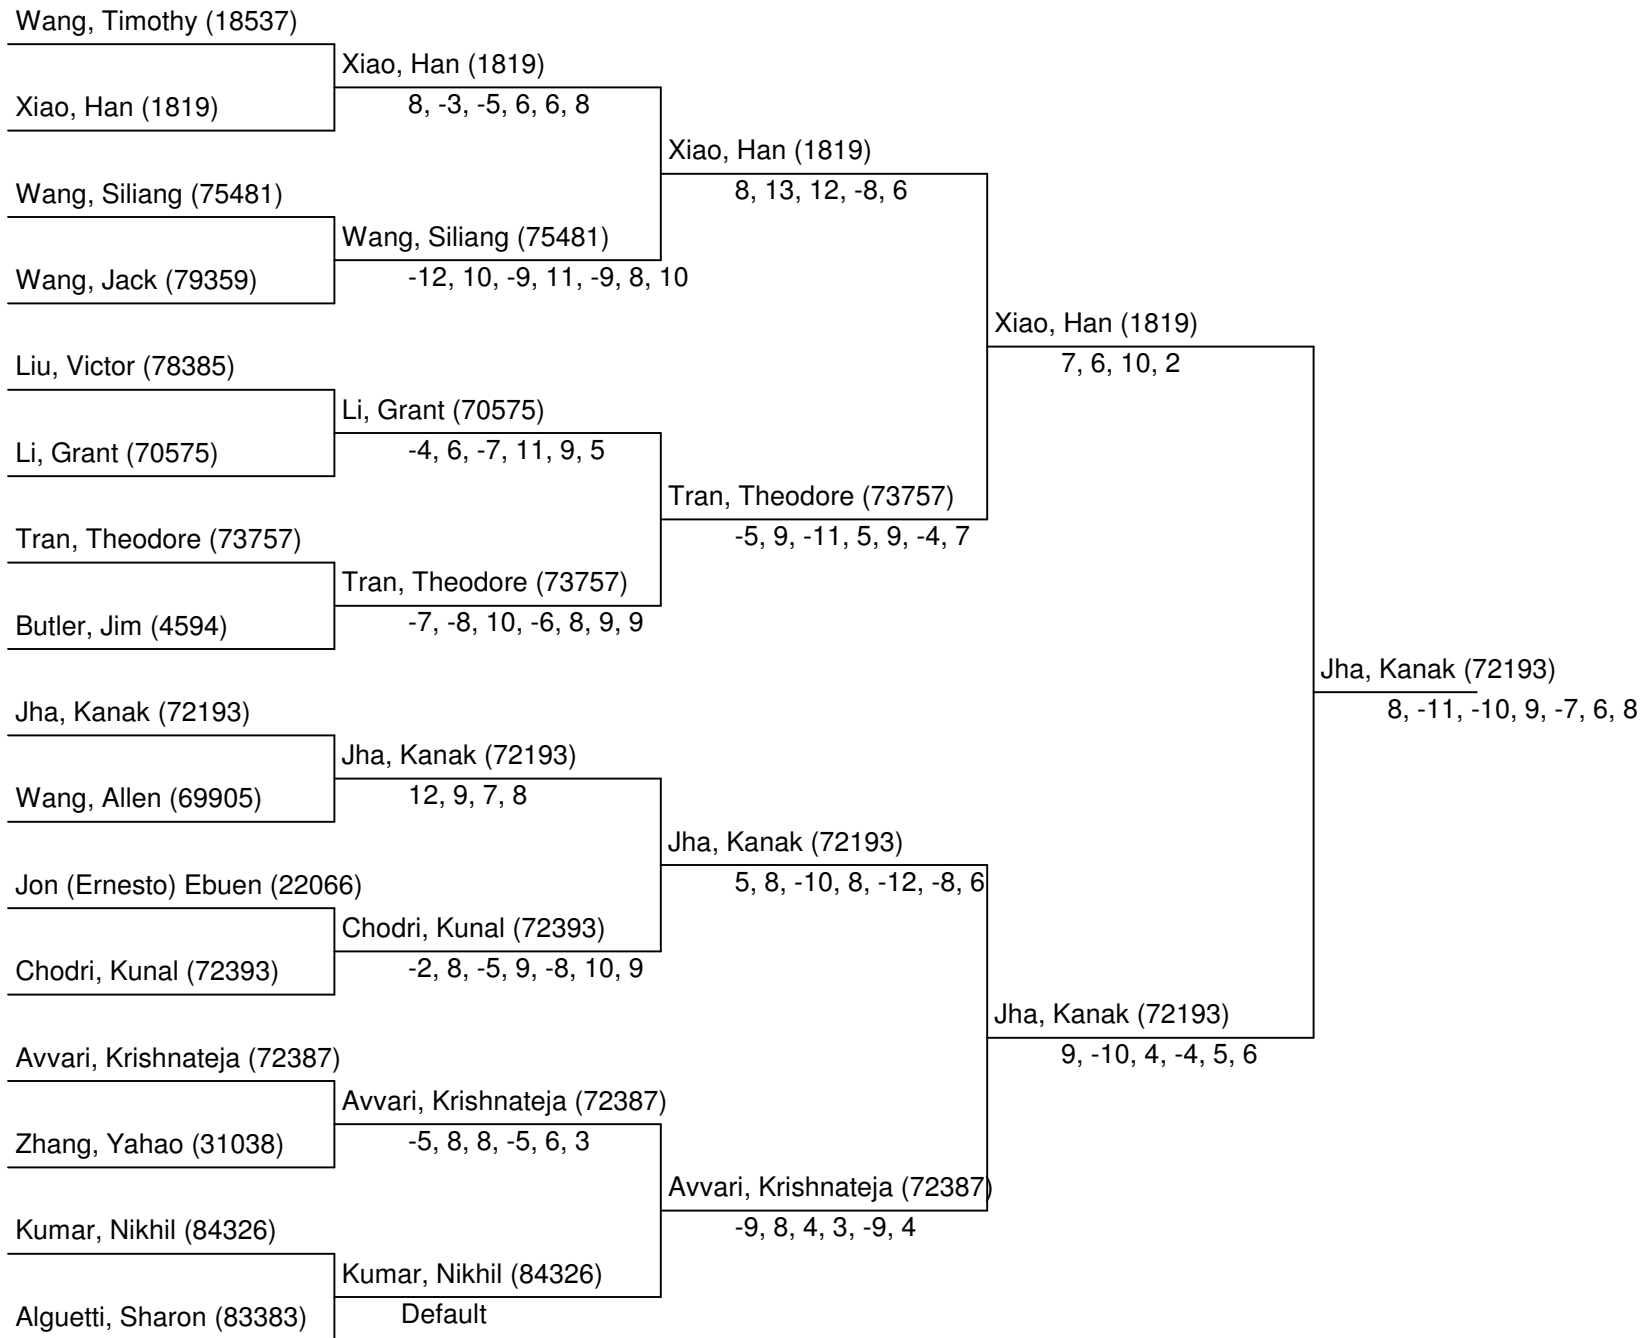 Wang, Timothy (18537)
Xiao, Han (1819)
Xiao, Han (1819)
8, -3, -5, 6, 6, 8
Xiao, Han (1819)
8, 13, 12, -8, 6
Wang, Siliang (75481)
Wang, Siliang (75481)
Wang, Jack (79359)
-12, 10, -9, 11, -9, 8, 10
Xiao, Han (1819)
7, 6, 10, 2
Liu, Victor (78385)
Li, Grant (70575)
Li, Grant (70575)
-4, 6, -7, 11, 9, 5
Tran, Theodore (73757)
-5, 9, -11, 5, 9, -4, 7
Tran, Theodore (73757)
Tran, Theodore (73757)
Butler, Jim (4594)
-7, -8, 10, -6, 8, 9, 9
Jha, Kanak (72193)
8, -11, -10, 9, -7, 6, 8
Jha, Kanak (72193)
Jha, Kanak (72193)
Wang, Allen (69905)
12, 9, 7, 8
Jha, Kanak (72193)
5, 8, -10, 8, -12, -8, 6
Jon (Ernesto) Ebuen (22066)
Chodri, Kunal (72393)
Chodri, Kunal (72393)
-2, 8, -5, 9, -8, 10, 9
Jha, Kanak (72193)
9, -10, 4, -4, 5, 6
Avvari, Krishnateja (72387)
Avvari, Krishnateja (72387)
Zhang, Yahao (31038)
-5, 8, 8, -5, 6, 3
Avvari, Krishnateja (72387)
-9, 8, 4, 3, -9, 4
Kumar, Nikhil (84326)
Kumar, Nikhil (84326)
Alguetti, Sharon (83383)
Default